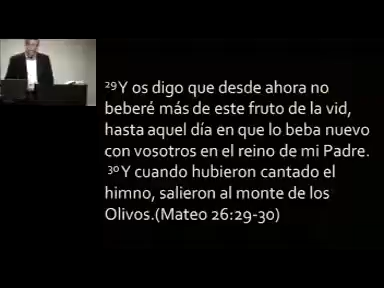 ²⁹Y os digo que desde ahora no
beberé más de este fruto de la vid,
hasta aquel día en que lo beba nuevo
con vosotros en el reino de mi Padre.
³⁰Y cuando hubieron cantado el
himno, salieron al monte de los
Olivos.(Mateo 26:29-30)